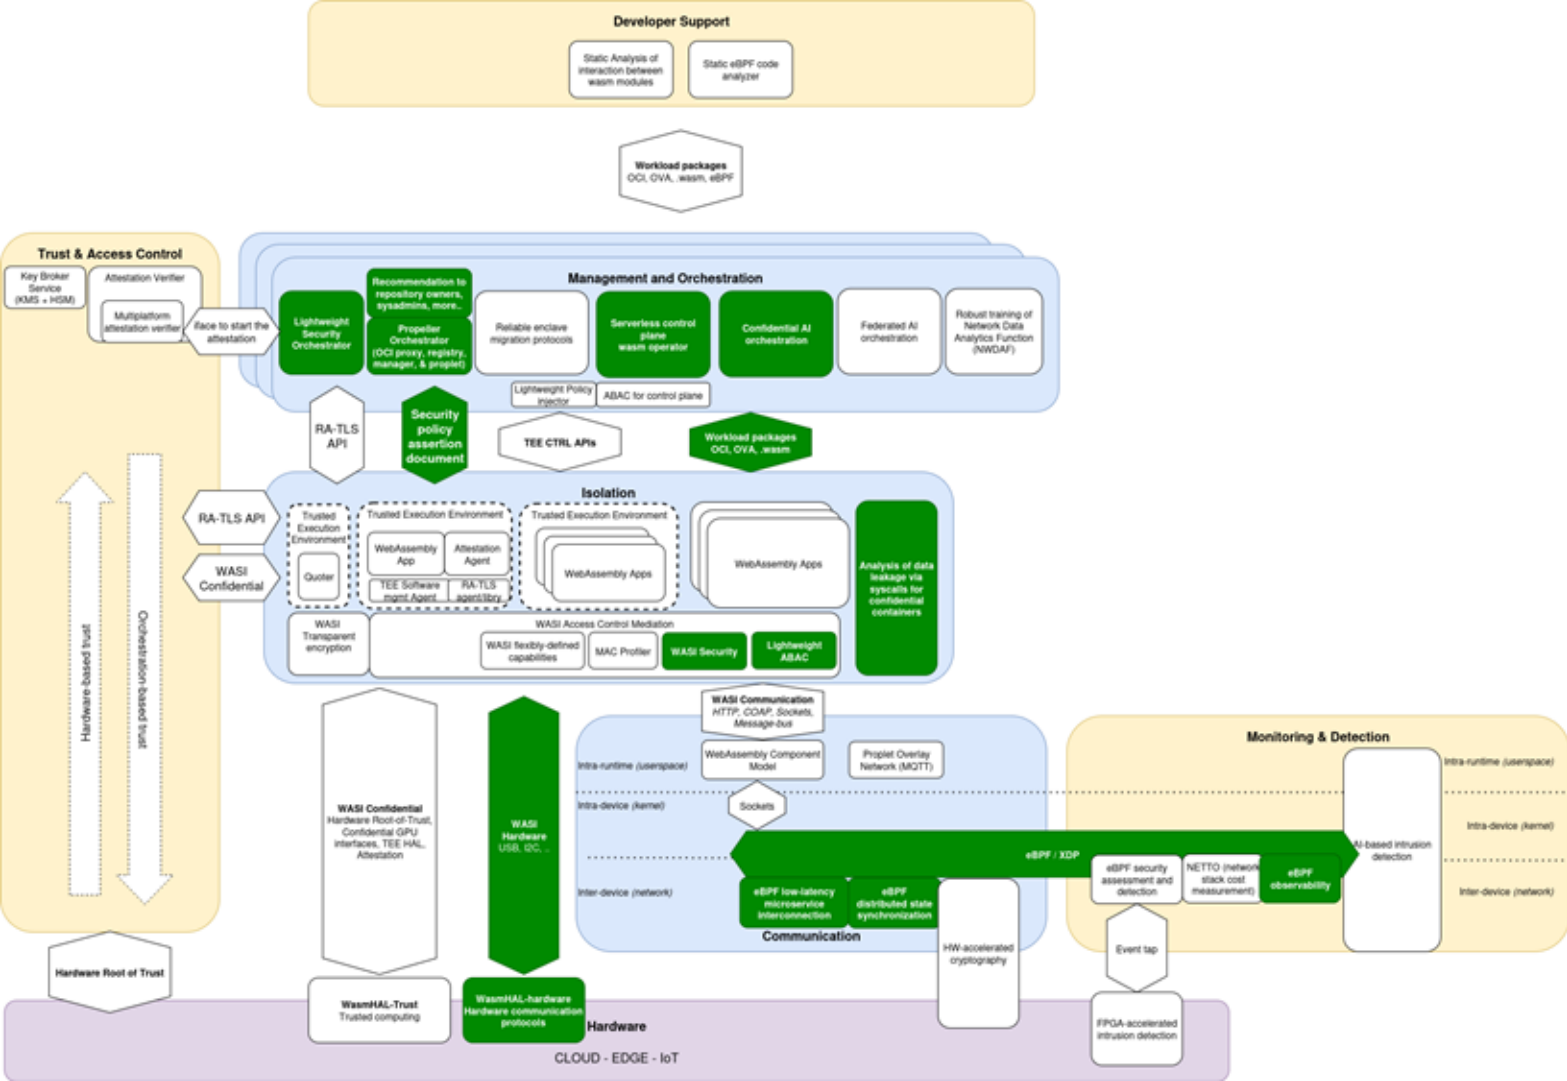 Developer Support
Static Analysis of
interaction between
wasm modules
Static eBPF code
analyzer
Workload packages
OCI, OVA, .wasm, eBPF
Trust & Access Control
Key Broker
Service
(KMS + HSM)
Attestation Verifier
Multiplatform
attestation verifier
iface to start the
attestation
Management and Orchestration
Lightweight
Security
Orchestrator
Recommendation to
repository owners,
sysadmins, more..
Propeller
Orchestrator
(OCI proxy, registry,
manager, & proplet)
Reliable enclave
migration protocols
Serverless control
plane
wasm operator
Confidential AI
orchestration
Federated AI
orchestration
Robust training of
Network Data
Analytics Function
(NWDAF)
Lightweight Policy
injector
ABAC for control plane
RA-TLS
API
Security
policy
assertion
document
TEE CTRL APIs
Workload packages
OCI, OVA, .wasm
Isolation
RA-TLS API
WASI
Confidential
Trusted
Execution
Environment
Quoter
Trusted Execution Environment
WebAssembly
App
Attestation
Agent
TEE Software
mgmt Agent
RA-TLS
agent/libry
Trusted Execution Environment
WebAssembly Apps
WebAssembly Apps
Analysis of data
leakage via
syscalls for
confidential
containers
WASI
Transparent
encryption
WASI Access Control Mediation
WASI flexibly-defined
capabilities
MAC Profiler
WASI Security
Lightweight
ABAC
Hardware-based trust
Orchestration-based trust
WASI Communication
HTTP, COAP, Sockets,
Message-bus
WebAssembly Component
Model
Proplet Overlay
Network (MQTT)
Intra-runtime (userspace)
Intra-device (kernel)
Inter-device (network)
Sockets
WASI Confidential
Hardware Root-of-Trust,
Confidential GPU
interfaces, TEE HAL,
Attestation
WASI
Hardware
USB, I2C, ..
eBPF / XDP
eBPF low-latency
microservice
interconnection
eBPF
distributed state
synchronization
Communication
HW-accelerated
cryptography
Monitoring & Detection
Intra-runtime (userspace)
Intra-device (kernel)
Inter-device (network)
AI-based intrusion
detection
eBPF security
assessment and
detection
NETTO (network
stack cost
measurement)
eBPF
observability
Event tap
FPGA-accelerated
intrusion detection
Hardware Root of Trust
WasmHAL-Trust
Trusted computing
WasmHAL-hardware
Hardware communication
protocols
Hardware
CLOUD - EDGE - IoT